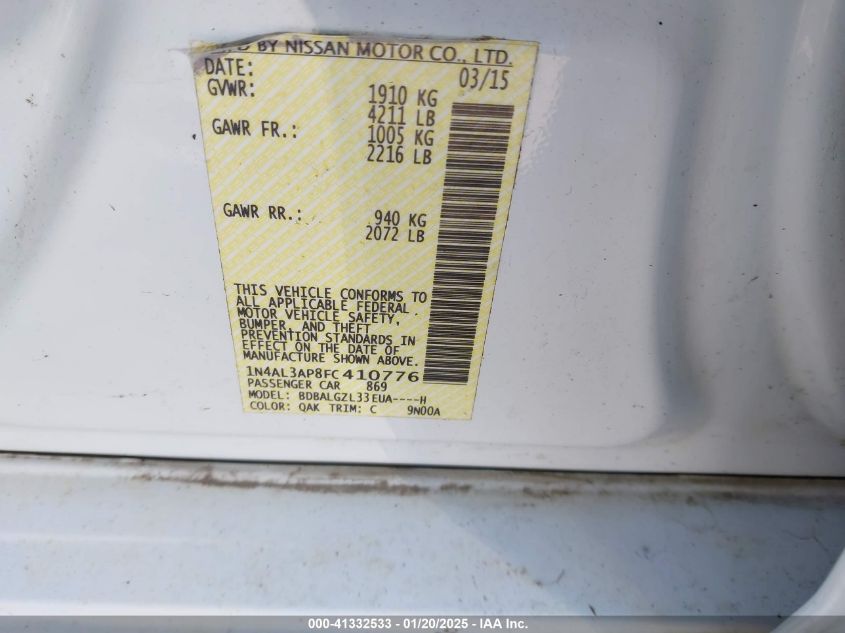 BY NISSAN MOTOR CO., LTD.
DATE: 03/15
GVWR: 1910 KG
4211 LB
GAWR FR.: 1005 KG
2216 LB
GAWR RR.: 940 KG
2072 LB
THIS VEHICLE CONFORMS TO
ALL APPLICABLE FEDERAL
MOTOR VEHICLE SAFETY,
BUMPER, AND THEFT
PREVENTION STANDARDS IN
EFFECT ON THE DATE OF
MANUFACTURE SHOWN ABOVE.
1N4AL3AP8FC410776
PASSENGER CAR 869
MODEL: BDBALGZL33EUA----H
COLOR: QAK TRIM: C 9N00A
000-41332533 - 01/20/2025 - IAA Inc.